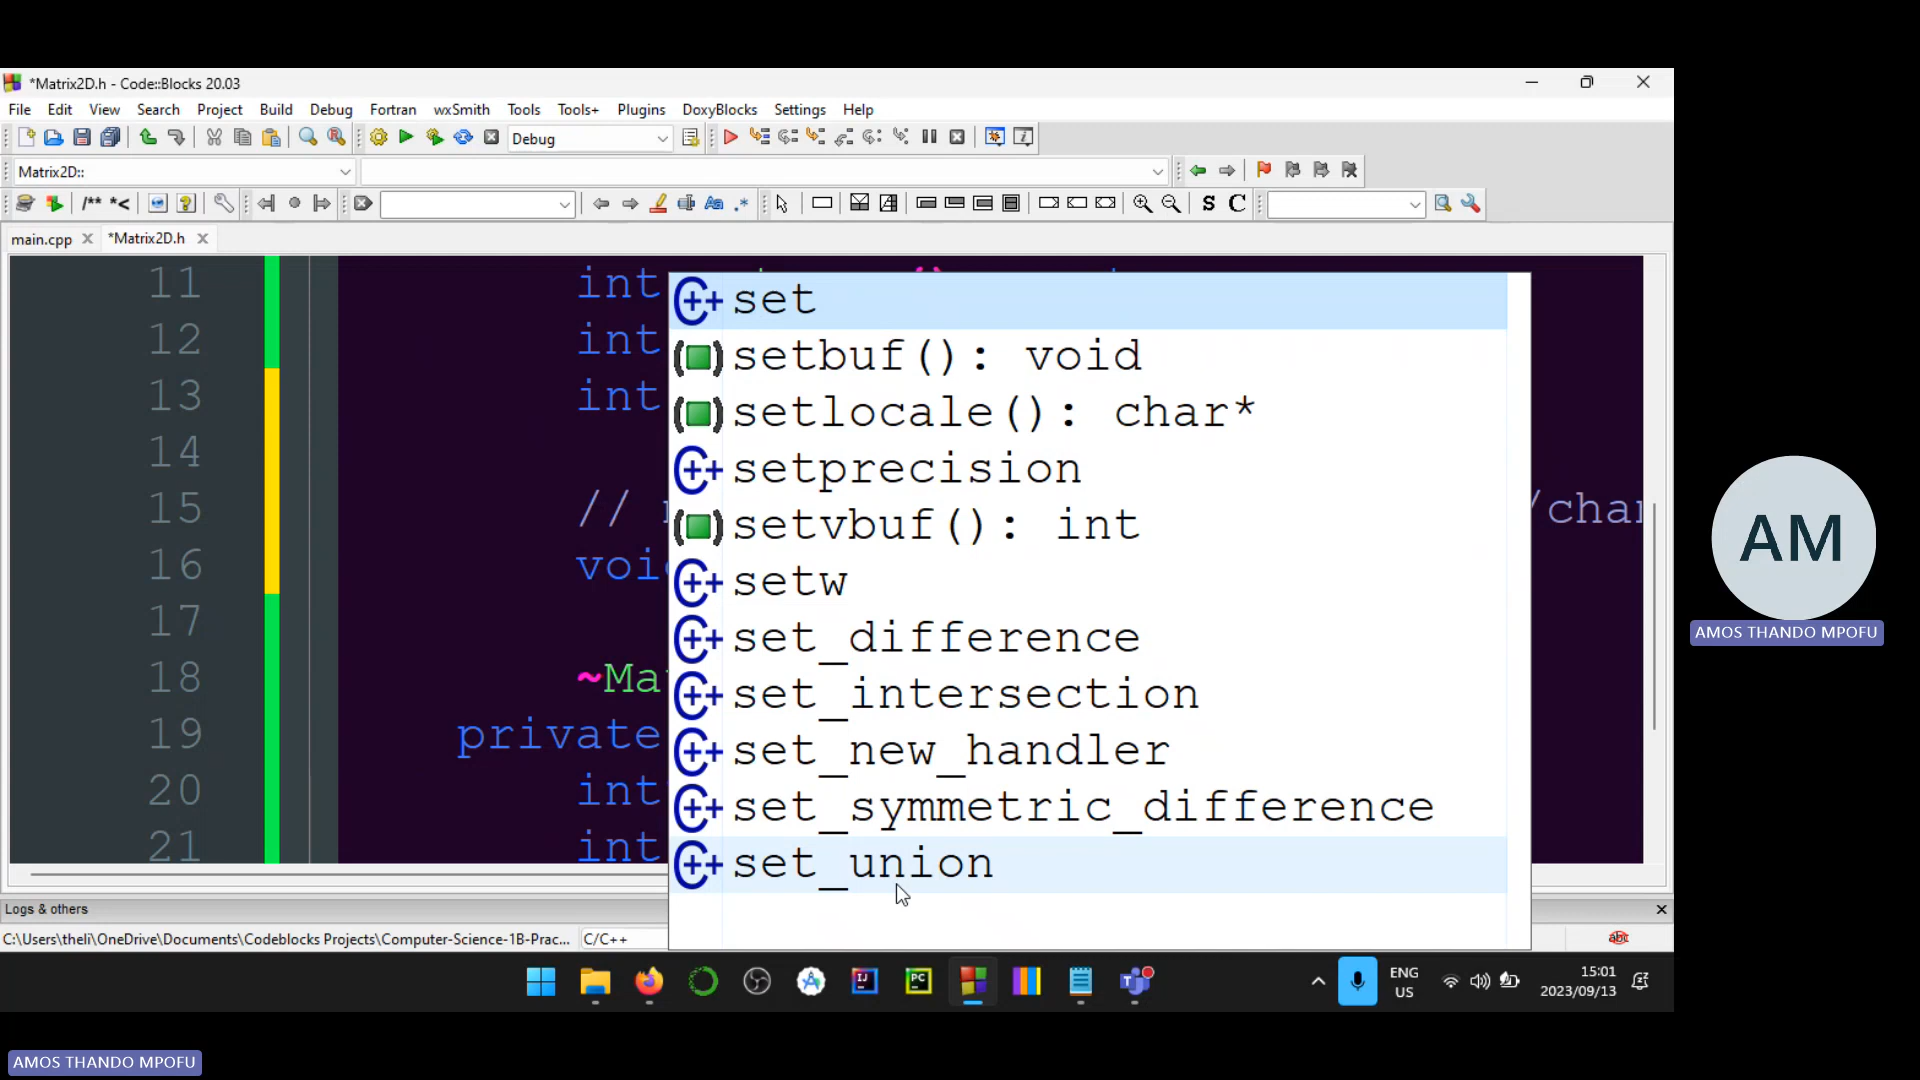 *Matrix2D.h - Code::Blocks 20.03
File Edit View Search Project Build Debug Fortran wxSmith Tools Tools+ Plugins DoxyBlocks Settings Help
Debug
Matrix2D::
/** *<
Aa .* S C
main.cpp *Matrix2D.h
11 int
12 int
13 int
14
15 // /char
16 void
17
18 ~Mat
19 private
20 int
21 int
set
setbuf(): void
setlocale(): char*
setprecision
setvbuf(): int
setw
set_difference
set_intersection
set_new_handler
set_symmetric_difference
set_union
Logs & others
C:\Users\theli\OneDrive\Documents\Codeblocks Projects\Computer-Science-1B-Prac... C/C++ abc
ENG
US
15:01
2023/09/13
AM
AMOS THANDO MPOFU
AMOS THANDO MPOFU